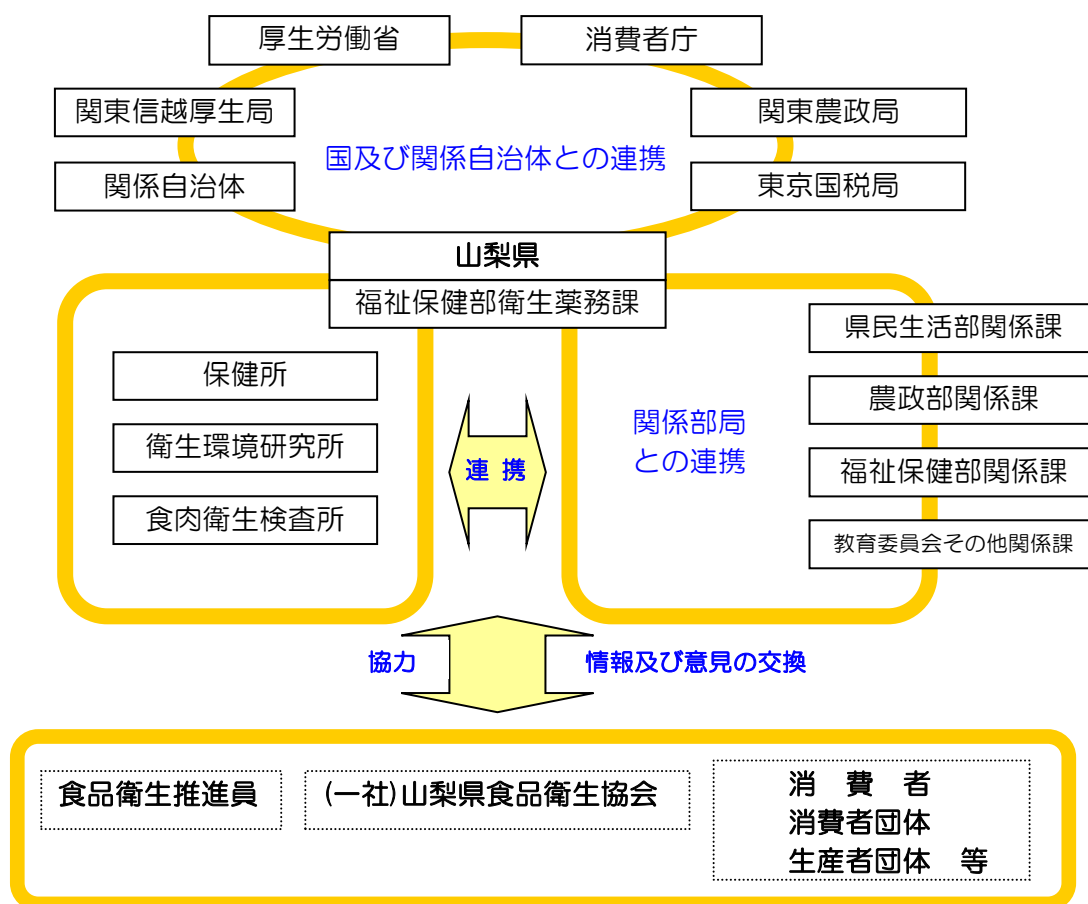 厚生労働省
消費者庁
関東信越厚生局
関東農政局
国及び関係自治体との連携
関係自治体
東京国税局
山梨県
福祉保健部衛生薬務課
県民生活部関係課
保健所
農政部関係課
関係部局
との連携
衛生環境研究所
連 携
福祉保健部関係課
食肉衛生検査所
教育委員会その他関係課
協力
情報及び意見の交換
食品衛生推進員
(一社)山梨県食品衛生協会
消 費 者
消費者団体
生産者団体 等